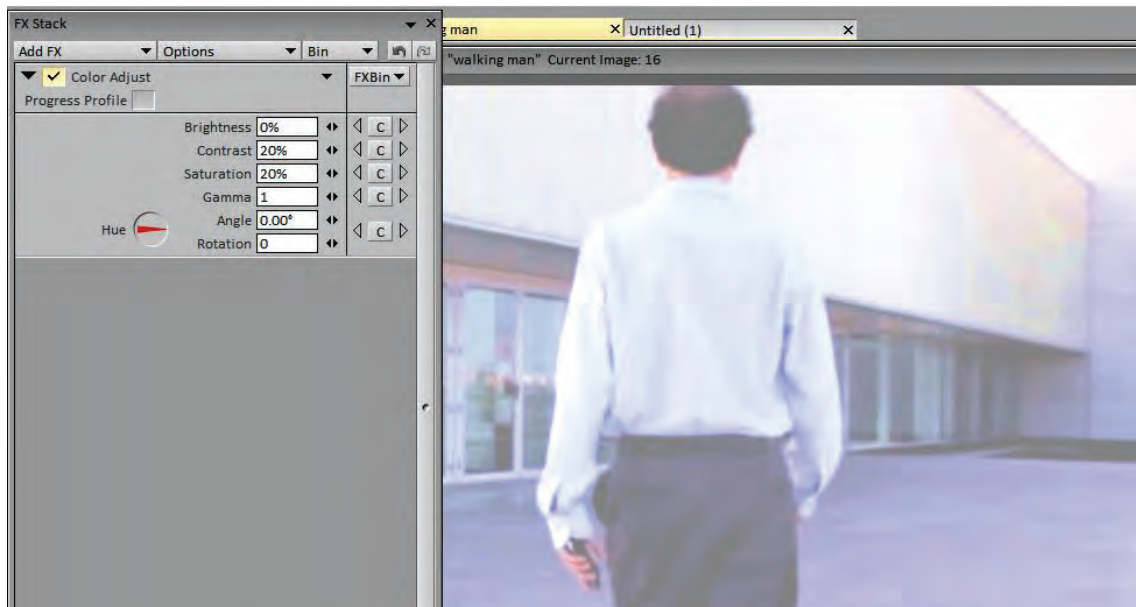 FX Stack
g man
Untitled (1)
Add FX
Options
Bin
"walking man" Current Image: 16
Color Adjust
FXBin
Progress Profile
Brightness 0%
C
Contrast 20%
C
Saturation 20%
C
Gamma 1
C
Hue
Angle 0.00°
C
Rotation 0